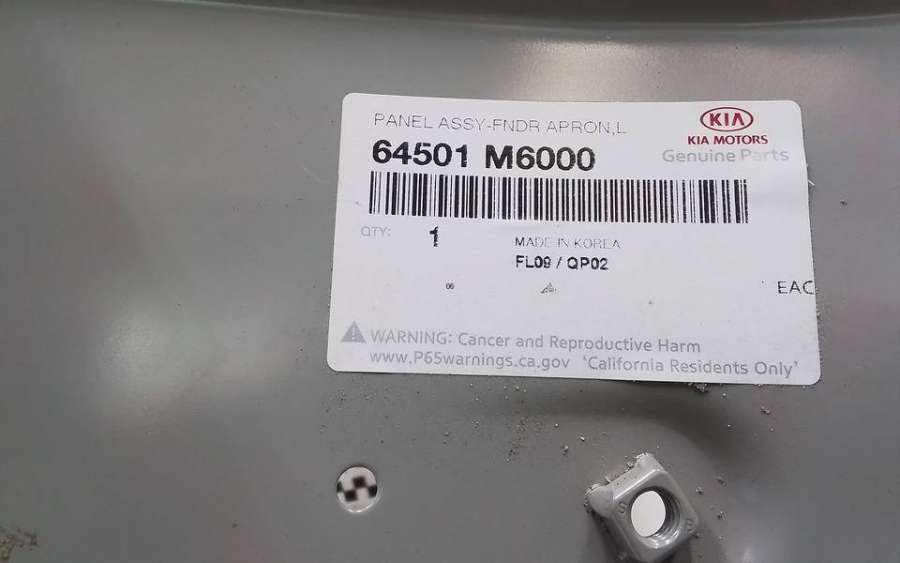 PANEL ASSY-FNDR APRON,L
KIA
KIA MOTORS
64501 M6000
Genuine Parts
QTY: 1
MADE IN KOREA
FL09 / QP02
06
EAC
WARNING: Cancer and Reproductive Harm
www.P65warnings.ca.gov 'California Residents Only'